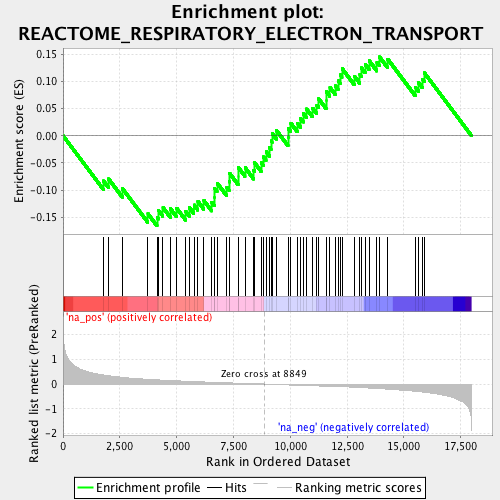 Enrichment plot:
REACTOME_RESPIRATORY_ELECTRON_TRANSPORT
Enrichment score (ES)
0.15
0.10
0.05
0.00
-0.05
-0.10
-0.15
'na_pos' (positively correlated)
Ranked list metric (PreRanked)
2
1
0
-1
-2
Zero cross at 8849
'na_neg' (negatively correlated)
0
2,500
5,000
7,500
10,000
12,500
15,000
17,500
Rank in Ordered Dataset
Enrichment profile
Hits
Ranking metric scores